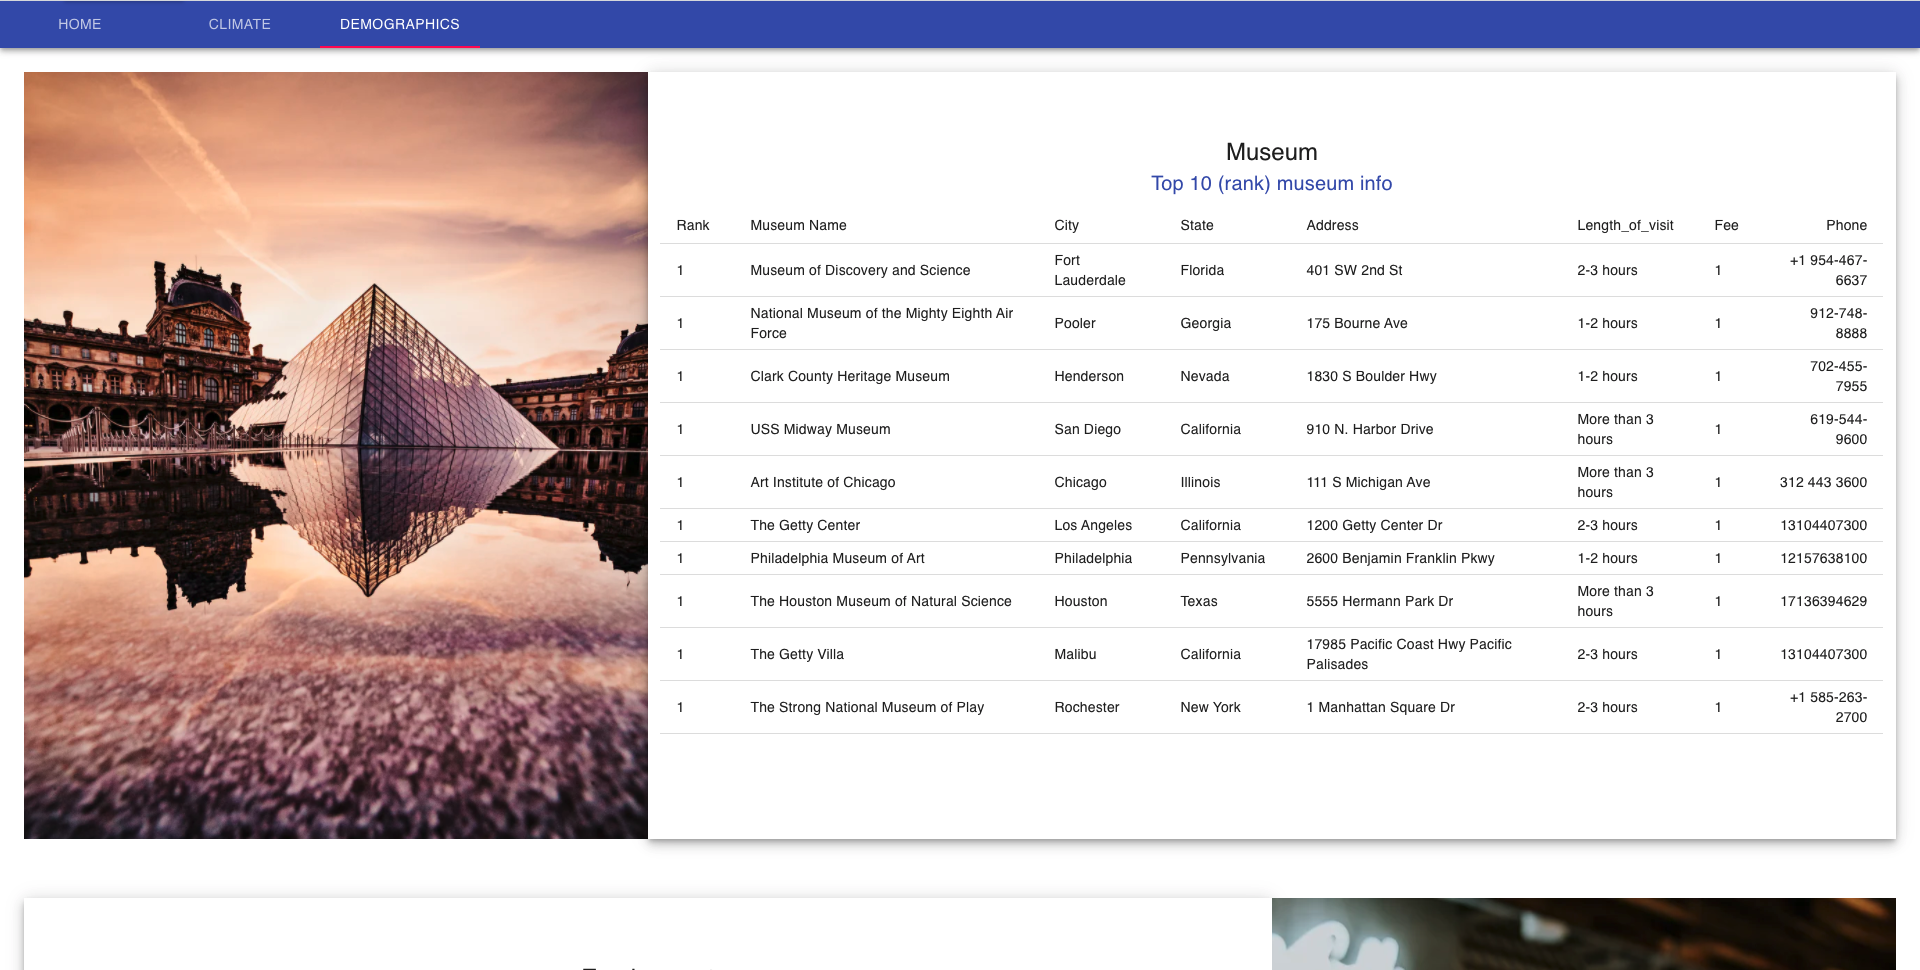 HOME CLIMATE DEMOGRAPHICS
Museum
Top 10 (rank) museum info
Rank Museum Name City State Address Length_of_visit Fee Phone
1 Museum of Discovery and Science Fort Lauderdale Florida 401 SW 2nd St 2-3 hours 1 +1 954-467-6637
1 National Museum of the Mighty Eighth Air Force Pooler Georgia 175 Bourne Ave 1-2 hours 1 912-748-8888
1 Clark County Heritage Museum Henderson Nevada 1830 S Boulder Hwy 1-2 hours 1 702-455-7955
1 USS Midway Museum San Diego California 910 N. Harbor Drive More than 3 hours 1 619-544-9600
1 Art Institute of Chicago Chicago Illinois 111 S Michigan Ave More than 3 hours 1 312 443 3600
1 The Getty Center Los Angeles California 1200 Getty Center Dr 2-3 hours 1 13104407300
1 Philadelphia Museum of Art Philadelphia Pennsylvania 2600 Benjamin Franklin Pkwy 1-2 hours 1 12157638100
1 The Houston Museum of Natural Science Houston Texas 5555 Hermann Park Dr More than 3 hours 1 17136394629
1 The Getty Villa Malibu California 17985 Pacific Coast Hwy Pacific Palisades 2-3 hours 1 13104407300
1 The Strong National Museum of Play Rochester New York 1 Manhattan Square Dr 2-3 hours 1 +1 585-263-2700